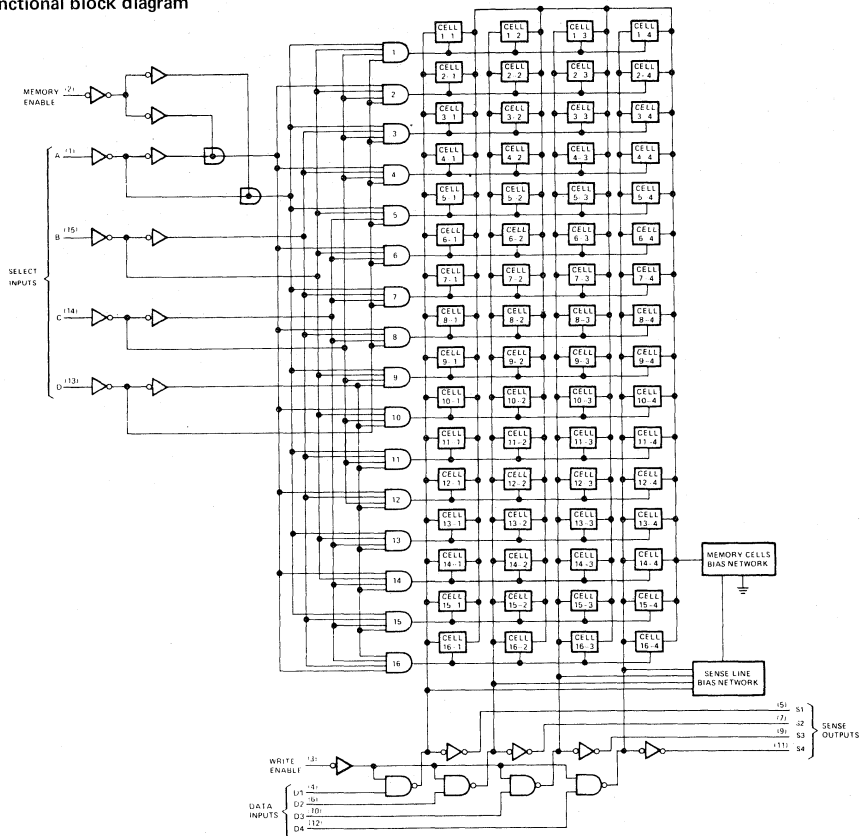 nctional block diagram
MEMORY ENABLE (2)
A (1)
B (15)
SELECT INPUTS
C (14)
D (13)
1
2
3
4
5
6
7
8
9
10
11
12
13
14
15
16
CELL 1 1 CELL 1 2 CELL 1 3 CELL 1 4
CELL 2-1 CELL 2-2 CELL 2 3 CELL 2-4
CELL 3-1 CELL 3-2 CELL 3 3 CELL 3 4
CELL 4 1 CELL 4 2 CELL 4-3 CELL 4 4
CELL 5 1 CELL 5-2 CELL 5-3 CELL 5 4
CELL 6-1 CELL 6-2 CELL 6 3 CELL 6 4
CELL 7-1 CELL 7-2 CELL 7-3 CELL 7 4
CELL 8-1 CELL 8-2 CELL 8-3 CELL 8-4
CELL 9-1 CELL 9-2 CELL 9-3 CELL 9-4
CELL 10-1 CELL 10-2 CELL 10-3 CELL 10-4
CELL 11-1 CELL 11-2 CELL 11-3 CELL 11-4
CELL 12-1 CELL 12-2 CELL 12-3 CELL 12-4
CELL 13-1 CELL 13-2 CELL 13-3 CELL 13-4
CELL 14-1 CELL 14-2 CELL 14-3 CELL 14-4
CELL 15-1 CELL 15-2 CELL 15-3 CELL 15-4
CELL 16-1 CELL 16-2 CELL 16-3 CELL 16-4
MEMORY CELLS
BIAS NETWORK
SENSE LINE
BIAS NETWORK
(5) S1
(7) S2
(9) S3
(11) S4
SENSE OUTPUTS
WRITE ENABLE (3)
DATA INPUTS
D1 (4)
D2 (6)
D3 (10)
D4 (12)